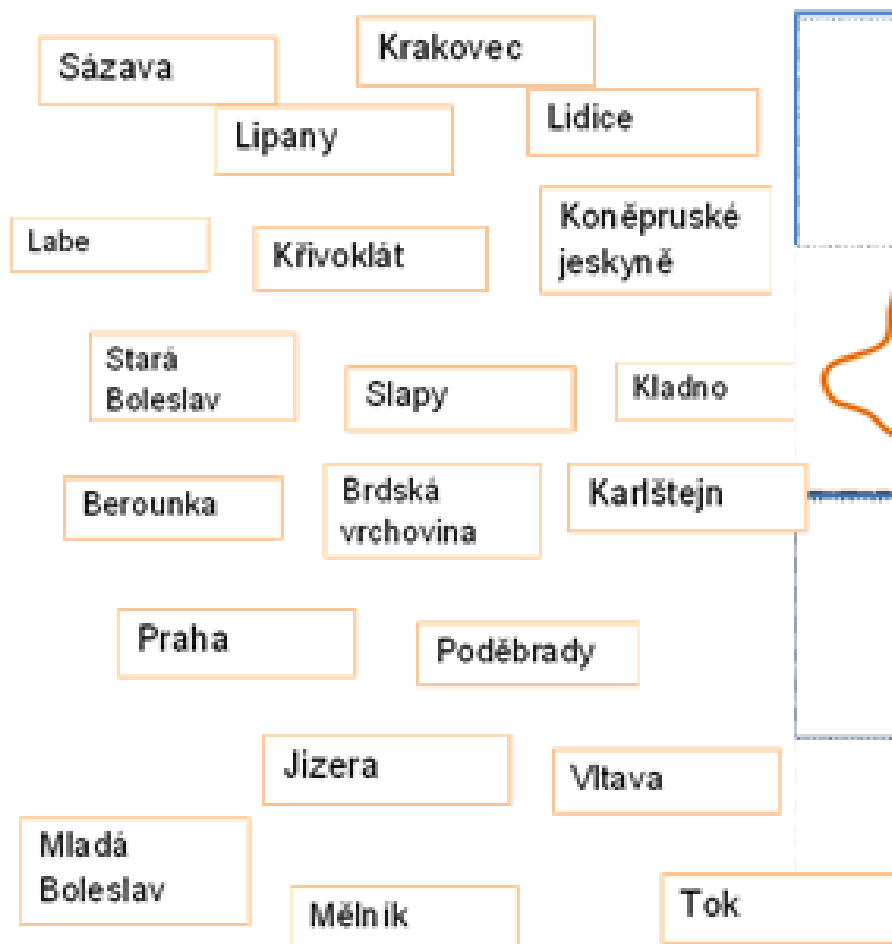 Sázava
Krakovec
Lipany
Lidice
Labe
Křivoklát
Koněpruské
jeskyně
Stará
Boleslav
Slapy
Kladno
Berounka
Brdská
vrchovina
Karlštejn
Praha
Poděbrady
Jizera
Vltava
Mladá
Boleslav
Mělník
Tok